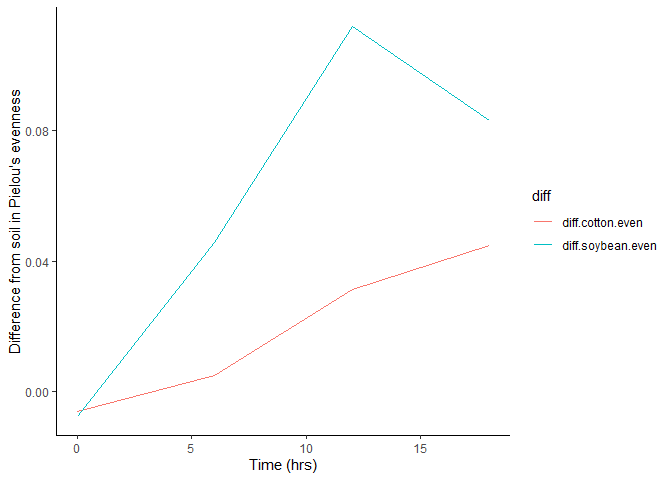 Difference from soil in Pielou's evenness
0.08
0.04
0.00
0
5
10
15
Time (hrs)
diff
diff.cotton.even
diff.soybean.even